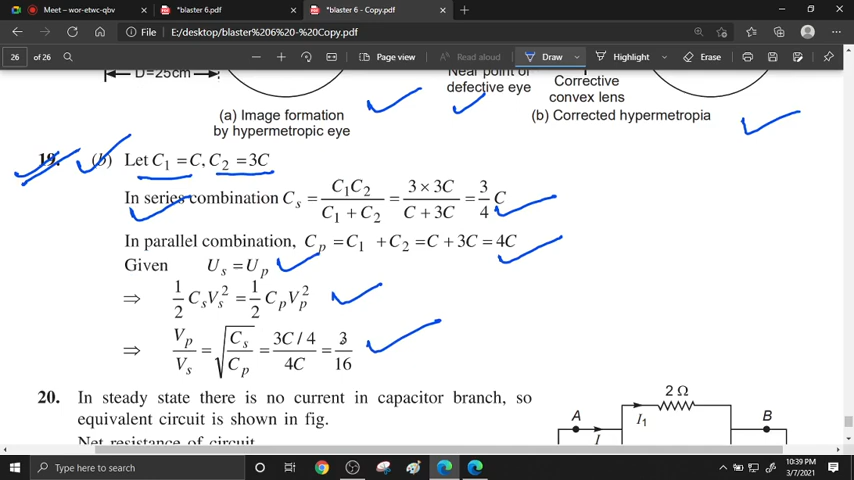 Meet – wor-etwc-qbv
*blaster 6.pdf
*blaster 6 - Copy.pdf
File
E:/desktop/blaster%206%20-%20Copy.pdf
26 of 26
Page view
Read aloud
Draw
Highlight
Erase
D=25cm
Near point of
defective eye
Corrective
convex lens
(a) Image formation
by hypermetropic eye
(b) Corrected hypermetropia
19. (b) Let C₁ = C, C₂ = 3C
In series combination Cₛ = C₁C₂ / (C₁ + C₂) = 3 × 3C / (C + 3C) = 3/4 C
In parallel combination, Cₚ = C₁ + C₂ = C + 3C = 4C
Given Uₛ = Uₚ
⇒ 1/2 CₛVₛ² = 1/2 CₚVₚ²
⇒ Vₚ/Vₛ = √(Cₛ/Cₚ) = (3C / 4)/4C = 3/16
20. In steady state there is no current in capacitor branch, so
equivalent circuit is shown in fig.
Net resistance of circuit
2 Ω
A
I
I₁
B
Type here to search
10:39 PM
3/7/2021